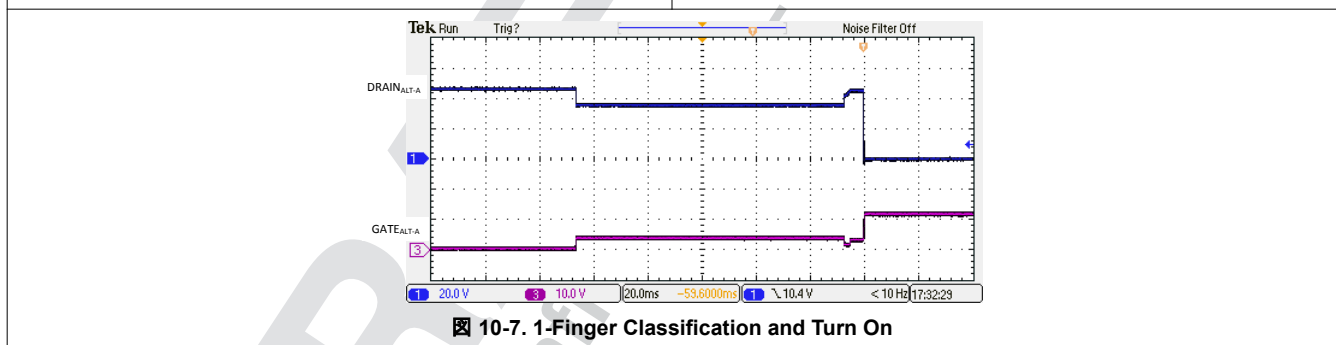 Tek Run Trig? Noise Filter Off
DRAINALT-A
1
GATEALT-A
3
1 20.0 V 3 10.0 V 20.0ms -59.6000ms 1 \ 10.4 V < 10 Hz 17:32:29
図 10-7. 1-Finger Classification and Turn On